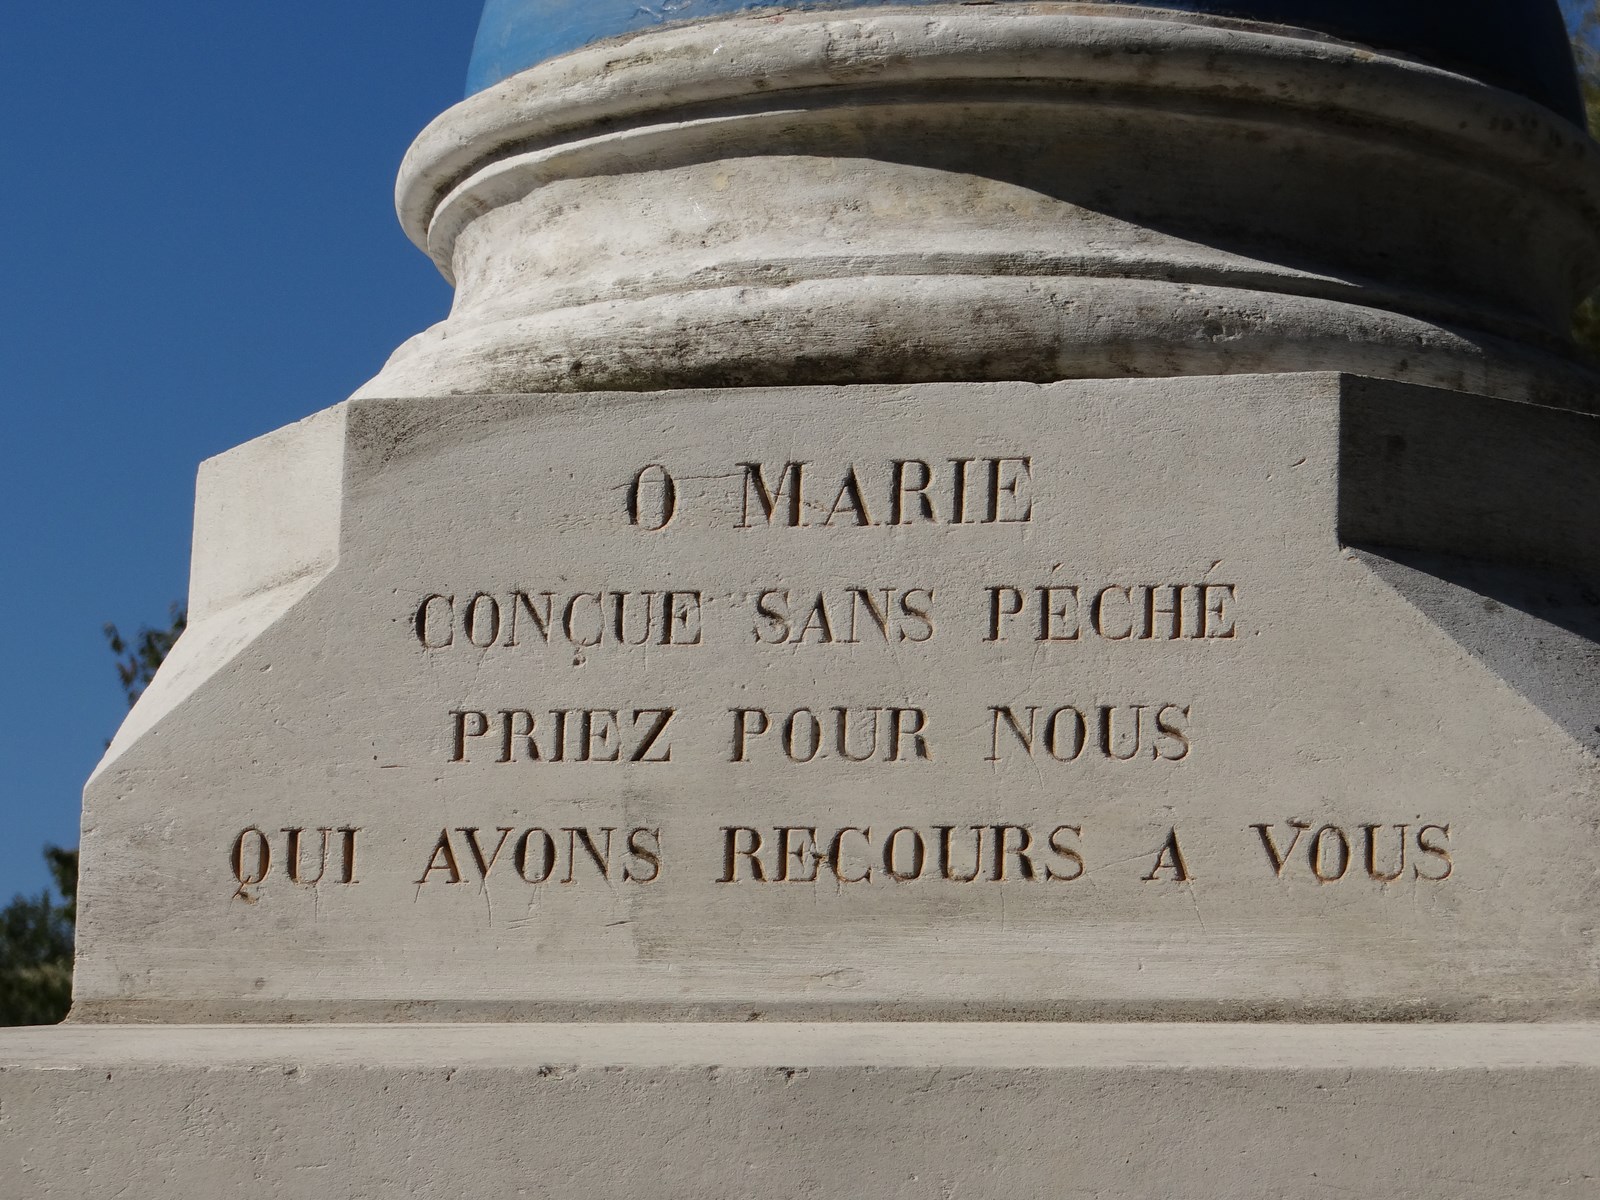 O MARIE
CONÇUE SANS PÉCHÉ
PRIEZ POUR NOUS
QUI AVONS RECOURS A VOUS